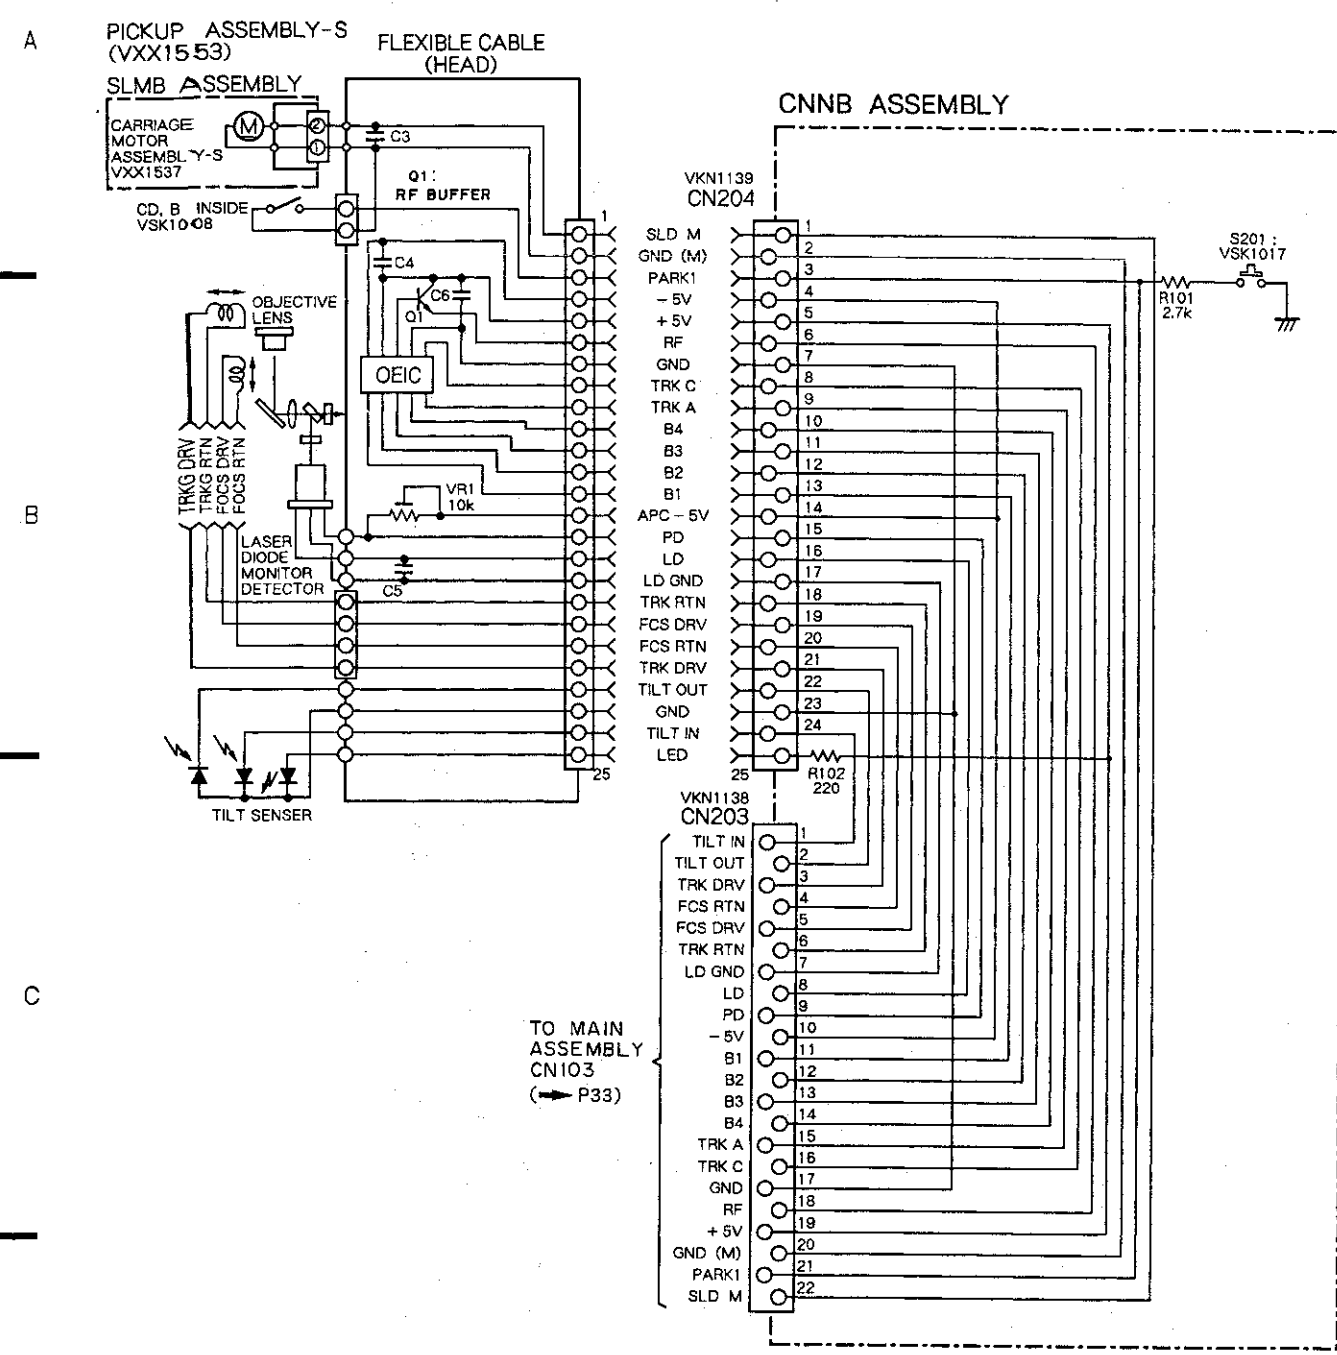 A
PICKUP ASSEMBLY-S
(VXX1553)
FLEXIBLE CABLE
(HEAD)
SLMB ASSEMBLY
CARRIAGE
MOTOR
ASSEMBLY-S
VXX1537
M
2
1
C3
CD, B INSIDE
VSK1008
Q1:
RF BUFFER
C4
C6
Q1
OEIC
OBJECTIVE
LENS
TRKG DRV
TRKG RTN
FOCS DRV
FOCS RTN
B
VR1
10k
C5
LASER
DIODE
MONITOR
DETECTOR
TILT SENSER
1
25
CNNB ASSEMBLY
VKN1139
CN204
SLD M 1
GND (M) 2
PARK1 3
-5V 4
+5V 5
RF 6
GND 7
TRK C 8
TRK A 9
B4 10
B3 11
B2 12
B1 13
APC-5V 14
PD 15
LD 16
LD GND 17
TRK RTN 18
FCS DRV 19
FCS RTN 20
TRK DRV 21
TILT OUT 22
GND 23
TILT IN 24
LED 25
S201 :
VSK1017
R101
2.7k
R102
220
VKN1138
CN203
TILT IN 1
TILT OUT 2
TRK DRV 3
FCS RTN 4
FCS DRV 5
TRK RTN 6
LD GND 7
LD 8
PD 9
-5V 10
B1 11
B2 12
B3 13
B4 14
TRK A 15
TRK C 16
GND 17
RF 18
+5V 19
GND (M) 20
PARK1 21
SLD M 22
C
TO MAIN
ASSEMBLY
CN103
(➡ P33)